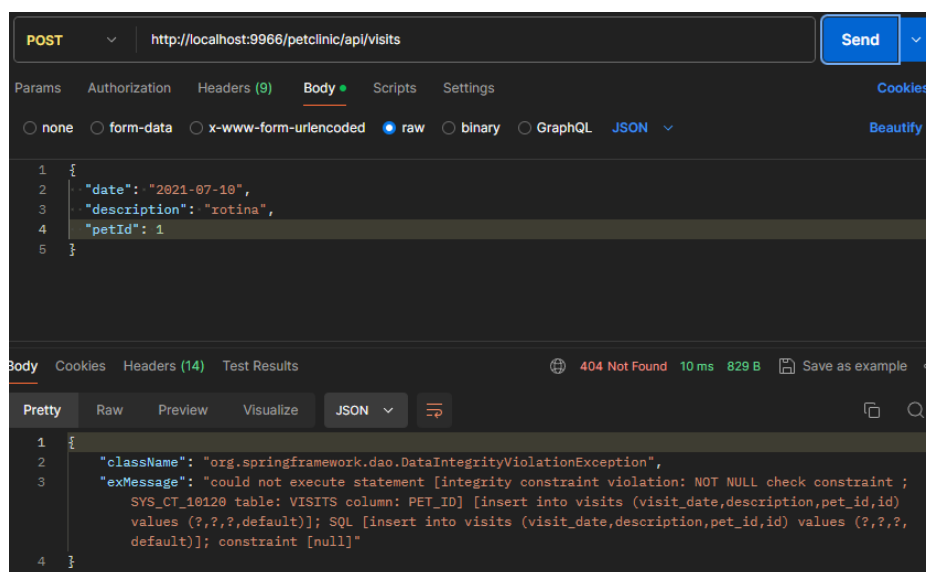 POST http://localhost:9966/petclinic/api/visits Send
Params Authorization Headers (9) Body Scripts Settings Cookies
none form-data x-www-form-urlencoded raw binary GraphQL JSON Beautify
1 {
2 "date": "2021-07-10",
3 "description": "rotina",
4 "petId": 1
5 }
Body Cookies Headers (14) Test Results 404 Not Found 10 ms 829 B Save as example
Pretty Raw Preview Visualize JSON
1 {
2 "className": "org.springframework.dao.DataIntegrityViolationException",
3 "exMessage": "could not execute statement [integrity constraint violation: NOT NULL check constraint ;
SYS_CT_10120 table: VISITS column: PET_ID] [insert into visits (visit_date,description,pet_id,id)
values (?,?,?,default)]; SQL [insert into visits (visit_date,description,pet_id,id) values (?,?,?,
default)]; constraint [null]"
4 }